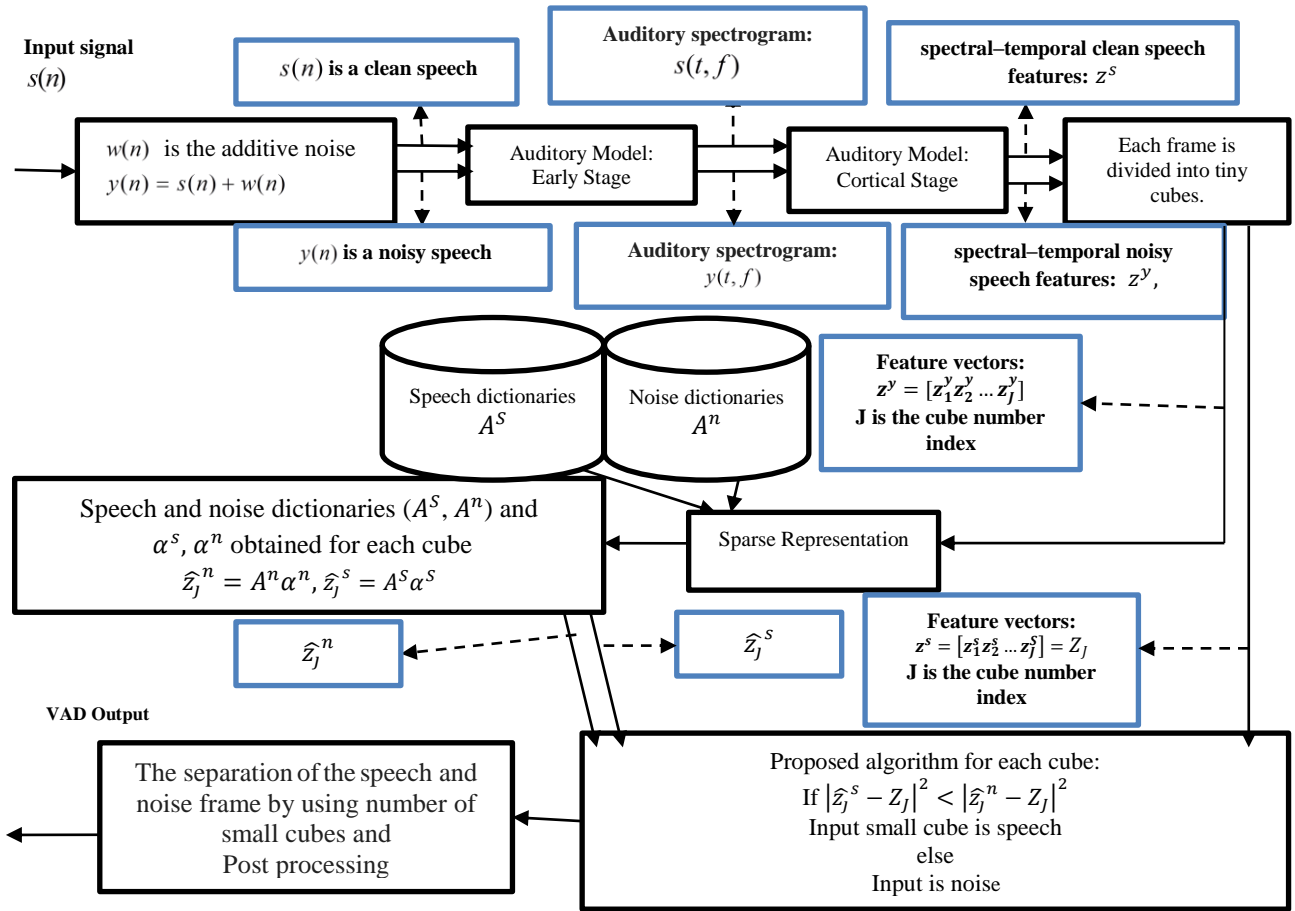 Input signal
s(n)
s(n) is a clean speech
Auditory spectrogram:
s(t, f)
spectral–temporal clean speech
features: z^s
w(n) is the additive noise
y(n) = s(n) + w(n)
Auditory Model:
Early Stage
Auditory Model:
Cortical Stage
Each frame is
divided into tiny
cubes.
y(n) is a noisy speech
Auditory spectrogram:
y(t, f)
spectral–temporal noisy
speech features: z^y,
Speech dictionaries
A^S
Noise dictionaries
A^n
Feature vectors:
z^y = [z_1^y z_2^y … z_J^y]
J is the cube number
index
Speech and noise dictionaries (A^S, A^n) and
α^s, α^n obtained for each cube
ẑ_J^n = A^n α^n, ẑ_J^s = A^s α^s
Sparse Representation
ẑ_J^n
ẑ_J^s
Feature vectors:
z^s = [z_1^s z_2^s … z_J^s] = Z_J
J is the cube number
index
VAD Output
The separation of the speech and
noise frame by using number of
small cubes and
Post processing
Proposed algorithm for each cube:
If |ẑ_J^s − Z_J|^2 < |ẑ_J^n − Z_J|^2
Input small cube is speech
else
Input is noise